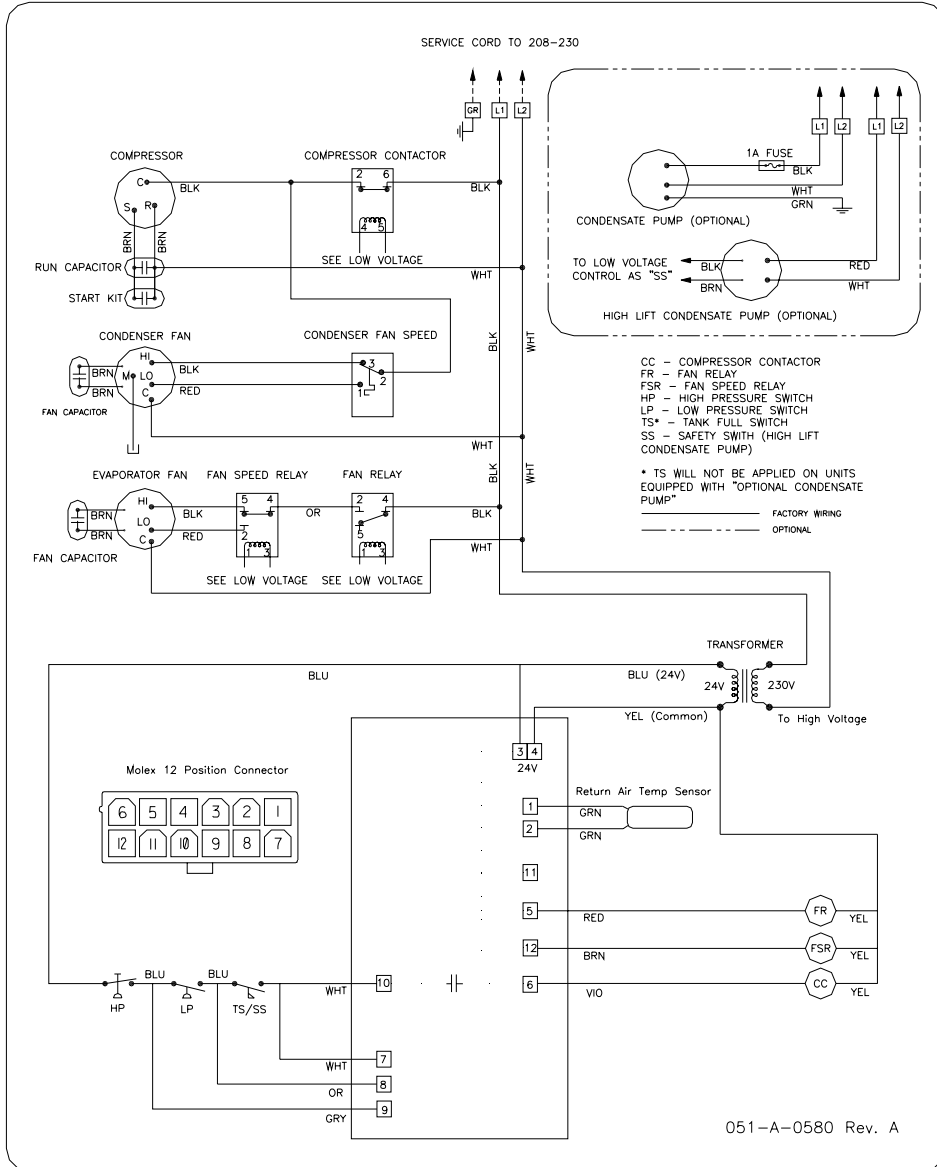 SERVICE CORD TO 208-230
GR L1 L2
L1 L2 L1 L2
1A FUSE
BLK
WHT
GRN
CONDENSATE PUMP (OPTIONAL)
TO LOW VOLTAGE
CONTROL AS "SS"
BLK
BRN
RED
WHT
HIGH LIFT CONDENSATE PUMP (OPTIONAL)
COMPRESSOR
C
S
R
BLK
BRN
BRN
COMPRESSOR CONTACTOR
2 6
4 5
BLK
SEE LOW VOLTAGE
RUN CAPACITOR
WHT
START KIT
CONDENSER FAN
HI
M LO
C
BRN
BRN
BLK
RED
FAN CAPACITOR
CONDENSER FAN SPEED
3
2
1
BLK
WHT
WHT
CC - COMPRESSOR CONTACTOR
FR - FAN RELAY
FSR - FAN SPEED RELAY
HP - HIGH PRESSURE SWITCH
LP - LOW PRESSURE SWITCH
TS* - TANK FULL SWITCH
SS - SAFETY SWITH (HIGH LIFT
CONDENSATE PUMP)
* TS WILL NOT BE APPLIED ON UNITS
EQUIPPED WITH "OPTIONAL CONDENSATE
PUMP"
FACTORY WIRING
OPTIONAL
EVAPORATOR FAN
HI
LO
C
BRN
BRN
BLK
RED
FAN CAPACITOR
FAN SPEED RELAY
5 4
2
1 3
SEE LOW VOLTAGE
OR
FAN RELAY
2 4
5
1 3
SEE LOW VOLTAGE
BLK
WHT
BLK
WHT
TRANSFORMER
BLU
BLU (24V)
24V
230V
YEL (Common)
To High Voltage
3 4
24V
Molex 12 Position Connector
6 5 4 3 2 1
12 11 10 9 8 7
Return Air Temp Sensor
1
GRN
2
GRN
11
5
RED
FR
YEL
12
BRN
FSR
YEL
6
VIO
CC
YEL
HP
BLU
LP
BLU
TS/SS
WHT
10
WHT
7
OR
8
GRY
9
051-A-0580 Rev. A